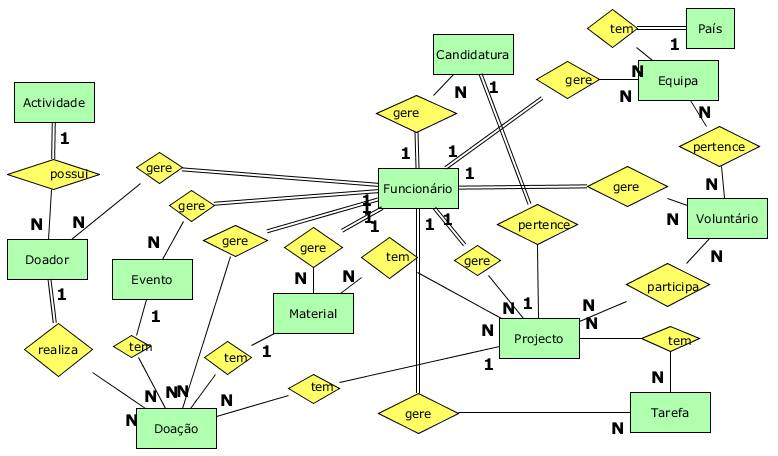 tem
País
1
Candidatura
N
gere
N
Equipa
N
1
N
Actividade
gere
1
1
pertence
gere
1
possui
1
N
Funcionário
gere
N
N
gere
1
1
1
1
1
1
N
Voluntário
pertence
gere
N
gere
tem
gere
N
Doador
Evento
N
N
participa
1
Material
1
N
N
N
N
1
tem
realiza
tem
1
Projecto
tem
1
N
tem
N
N
N
N
N
gere
Tarefa
Doação
N